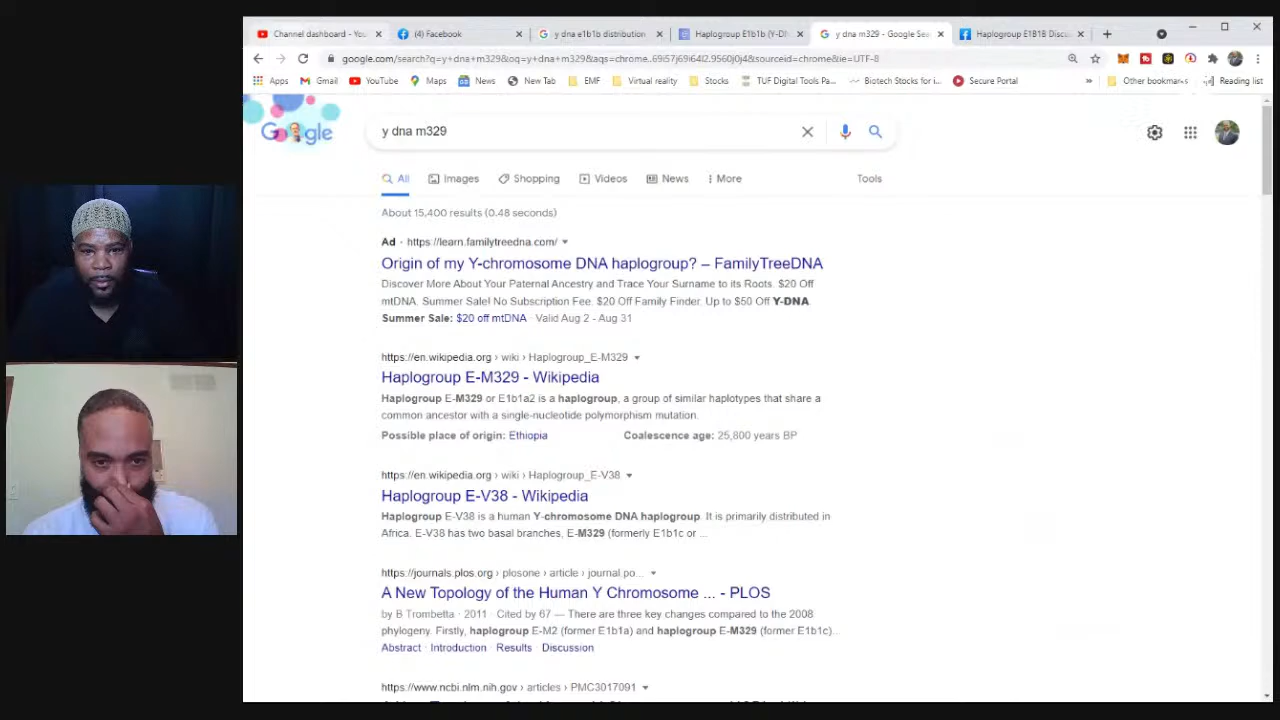 Channel dashboard - You
(4) Facebook
y dna e1b1b distribution
Haplogroup E1b1b (Y-DN
y dna m329 - Google Sea
Haplogroup E1B1B Discu
google.com/search?q=y+dna+m329&oq=y+dna+m329&aqs=chrome..69i57j69i64l2.9560j0j4&sourceid=chrome&ie=UTF-8
Apps Gmail YouTube Maps News New Tab EMF Virtual reality Stocks TUF Digital Tools Pa... Biotech Stocks for i... Secure Portal » Other bookmarks Reading list
Google
y dna m329
All Images Shopping Videos News More Tools
About 15,400 results (0.48 seconds)
Ad · https://learn.familytreedna.com/
Origin of my Y-chromosome DNA haplogroup? – FamilyTreeDNA
Discover More About Your Paternal Ancestry and Trace Your Surname to its Roots. $20 Off
mtDNA. Summer Sale! No Subscription Fee. $20 Off Family Finder. Up to $50 Off Y-DNA.
Summer Sale: $20 off mtDNA · Valid Aug 2 - Aug 31
https://en.wikipedia.org › wiki › Haplogroup_E-M329
Haplogroup E-M329 - Wikipedia
Haplogroup E-M329 or E1b1a2 is a haplogroup, a group of similar haplotypes that share a
common ancestor with a single-nucleotide polymorphism mutation.
Possible place of origin: Ethiopia Coalescence age: 25,800 years BP
https://en.wikipedia.org › wiki › Haplogroup_E-V38
Haplogroup E-V38 - Wikipedia
Haplogroup E-V38 is a human Y-chromosome DNA haplogroup. It is primarily distributed in
Africa. E-V38 has two basal branches, E-M329 (formerly E1b1c or ...
https://journals.plos.org › plosone › article › journal.po...
A New Topology of the Human Y Chromosome ... - PLOS
by B Trombetta · 2011 · Cited by 67 — There are three key changes compared to the 2008
phylogeny. Firstly, haplogroup E-M2 (former E1b1a) and haplogroup E-M329 (former E1b1c)...
Abstract · Introduction · Results · Discussion
https://www.ncbi.nlm.nih.gov › articles › PMC3017091